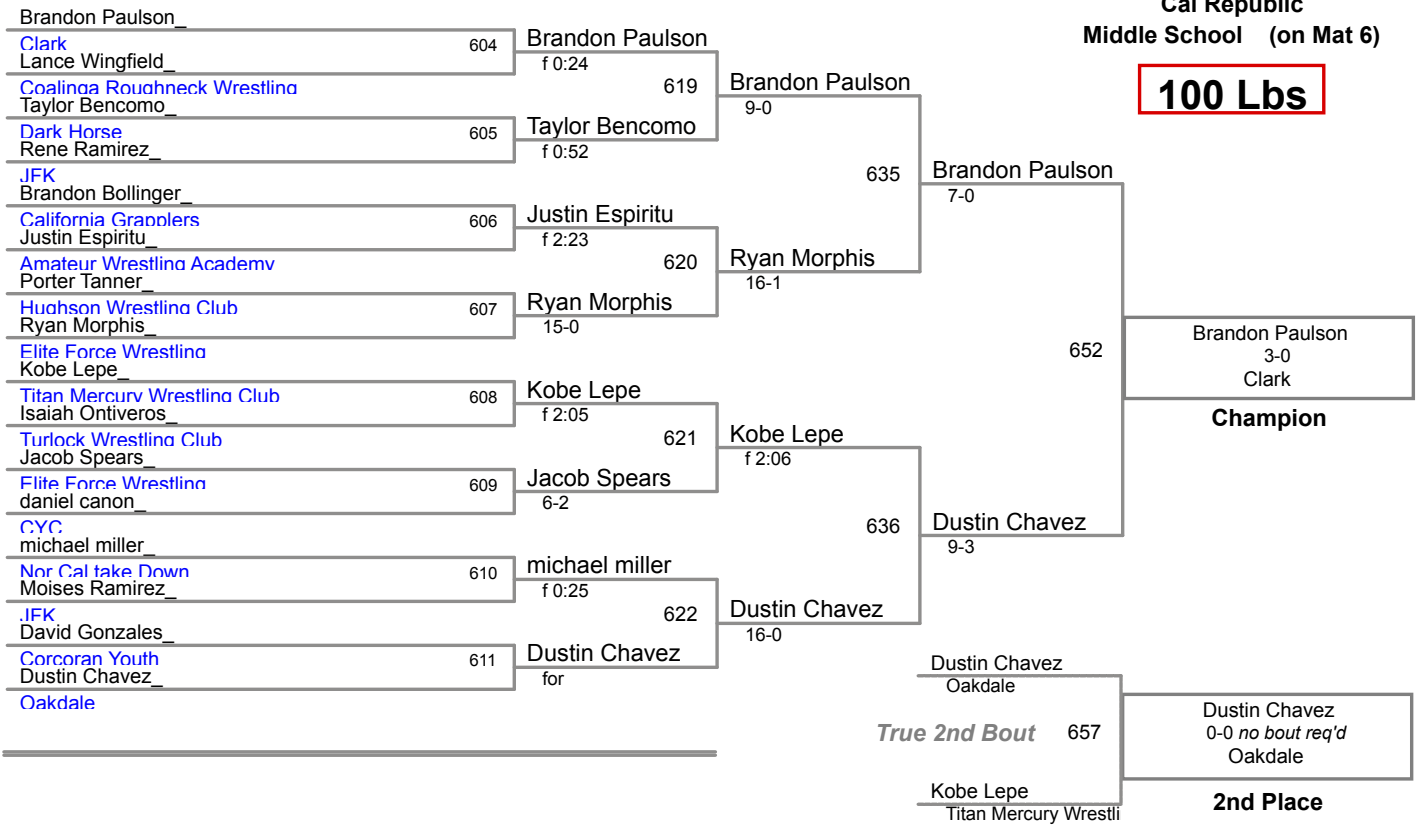 Cal Republic
Middle School (on Mat 6)
100 Lbs
Brandon Paulson_
Clark
Lance Wingfield_
Coalinga Roughneck Wrestling
Taylor Bencomo_
Dark Horse
Rene Ramirez_
JFK
Brandon Bollinger_
California Grapplers
Justin Espiritu_
Amateur Wrestling Academy
Porter Tanner_
Hughson Wrestling Club
Ryan Morphis_
Elite Force Wrestling
Kobe Lepe_
Titan Mercury Wrestling Club
Isaiah Ontiveros_
Turlock Wrestling Club
Jacob Spears_
Elite Force Wrestling
daniel canon_
CYC
michael miller_
Nor Cal take Down
Moises Ramirez_
JFK
David Gonzales_
Corcoran Youth
Dustin Chavez_
Oakdale
604
605
606
607
608
609
610
611
Brandon Paulson
f 0:24
Taylor Bencomo
f 0:52
Justin Espiritu
f 2:23
Ryan Morphis
15-0
Kobe Lepe
f 2:05
Jacob Spears
6-2
michael miller
f 0:25
Dustin Chavez
for
619
620
621
622
Brandon Paulson
9-0
Ryan Morphis
16-1
Kobe Lepe
f 2:06
Dustin Chavez
16-0
635
636
Brandon Paulson
7-0
Dustin Chavez
9-3
652
Brandon Paulson
3-0
Clark
Champion
Dustin Chavez
Oakdale
True 2nd Bout 657
Kobe Lepe
Titan Mercury Wrestli
Dustin Chavez
0-0 no bout req'd
Oakdale
2nd Place